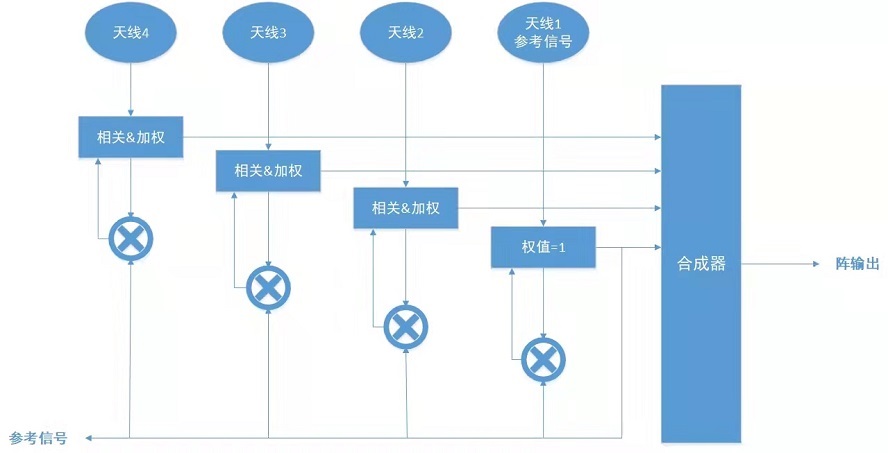 天线4
天线3
天线2
天线1
参考信号
相关&加权
相关&加权
相关&加权
权值=1
合成器
阵输出
参考信号